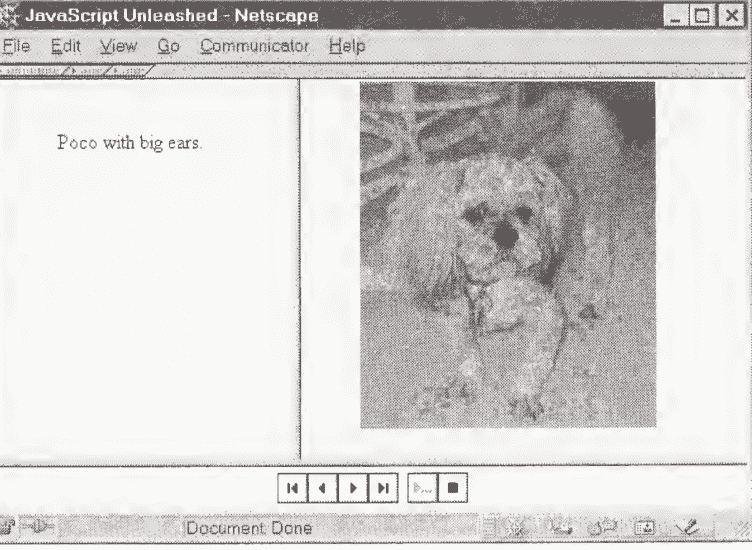 JavaScript Unleashed - Netscape
File Edit View Go Communicator Help
Poco with big ears.
Document Done